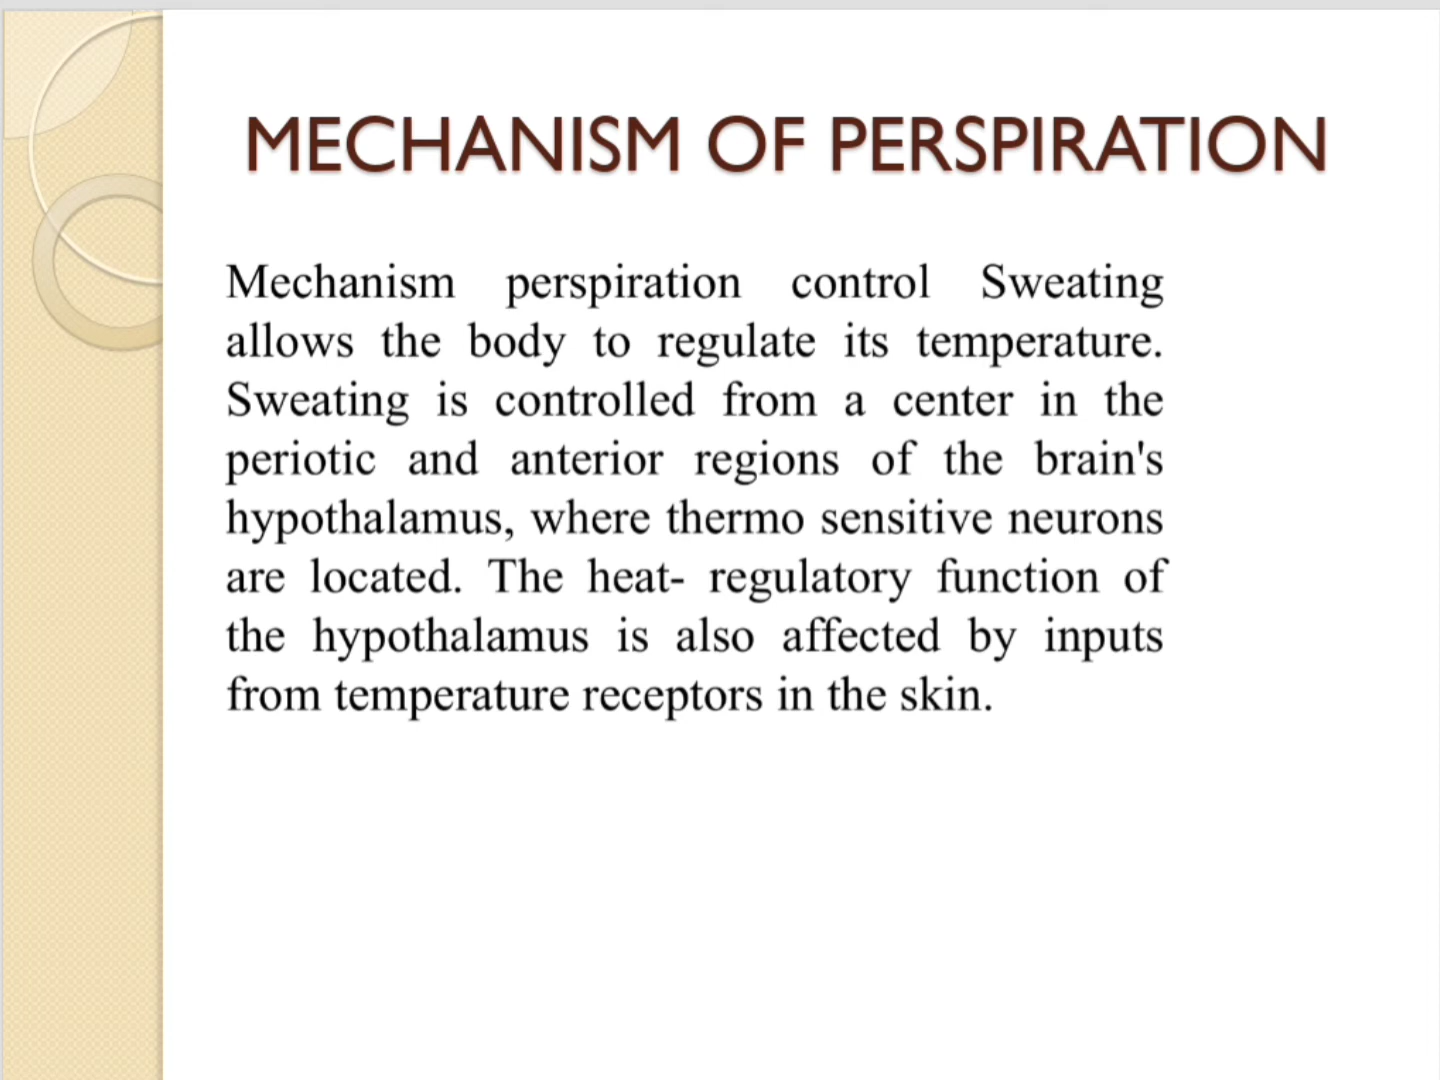 MECHANISM OF PERSPIRATION
Mechanism perspiration control Sweating
allows the body to regulate its temperature.
Sweating is controlled from a center in the
periotic and anterior regions of the brain's
hypothalamus, where thermo sensitive neurons
are located. The heat- regulatory function of
the hypothalamus is also affected by inputs
from temperature receptors in the skin.